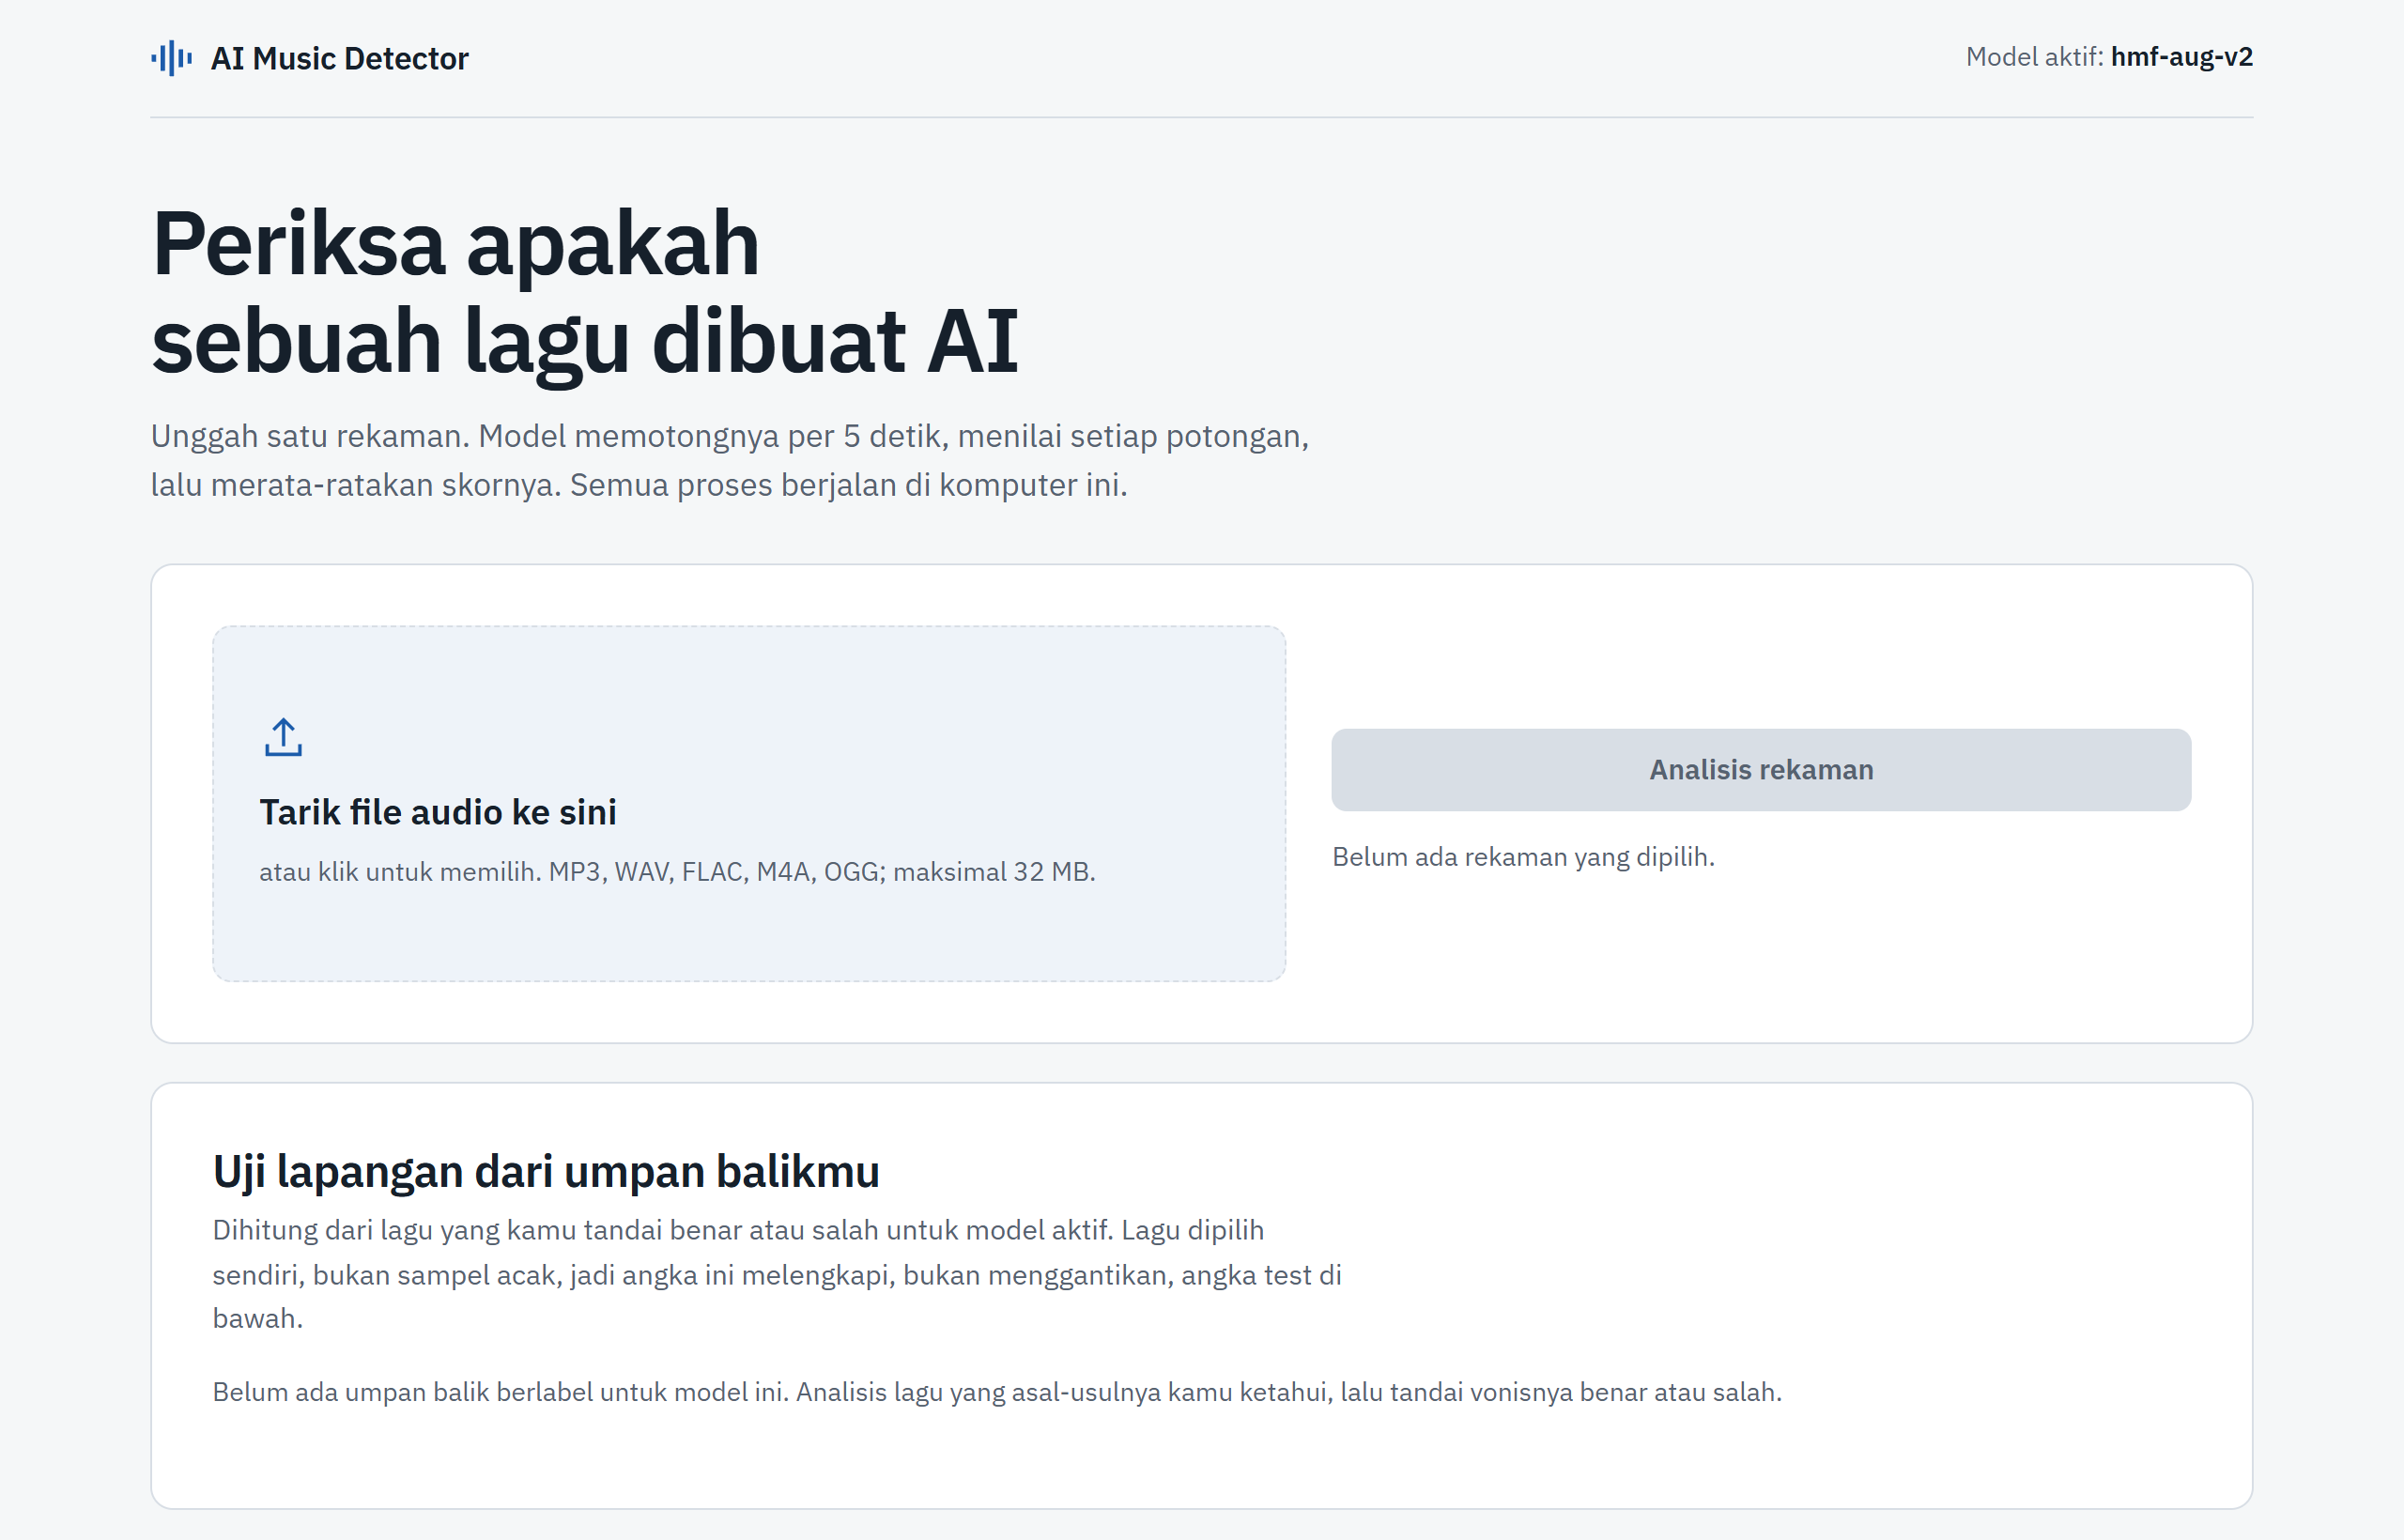 AI Music Detector
Model aktif: hmf-aug-v2
Periksa apakah
sebuah lagu dibuat AI
Unggah satu rekaman. Model memotongnya per 5 detik, menilai setiap potongan,
lalu merata-ratakan skornya. Semua proses berjalan di komputer ini.
Tarik file audio ke sini
atau klik untuk memilih. MP3, WAV, FLAC, M4A, OGG; maksimal 32 MB.
Analisis rekaman
Belum ada rekaman yang dipilih.
Uji lapangan dari umpan balikmu
Dihitung dari lagu yang kamu tandai benar atau salah untuk model aktif. Lagu dipilih
sendiri, bukan sampel acak, jadi angka ini melengkapi, bukan menggantikan, angka test di
bawah.
Belum ada umpan balik berlabel untuk model ini. Analisis lagu yang asal-usulnya kamu ketahui, lalu tandai vonisnya benar atau salah.